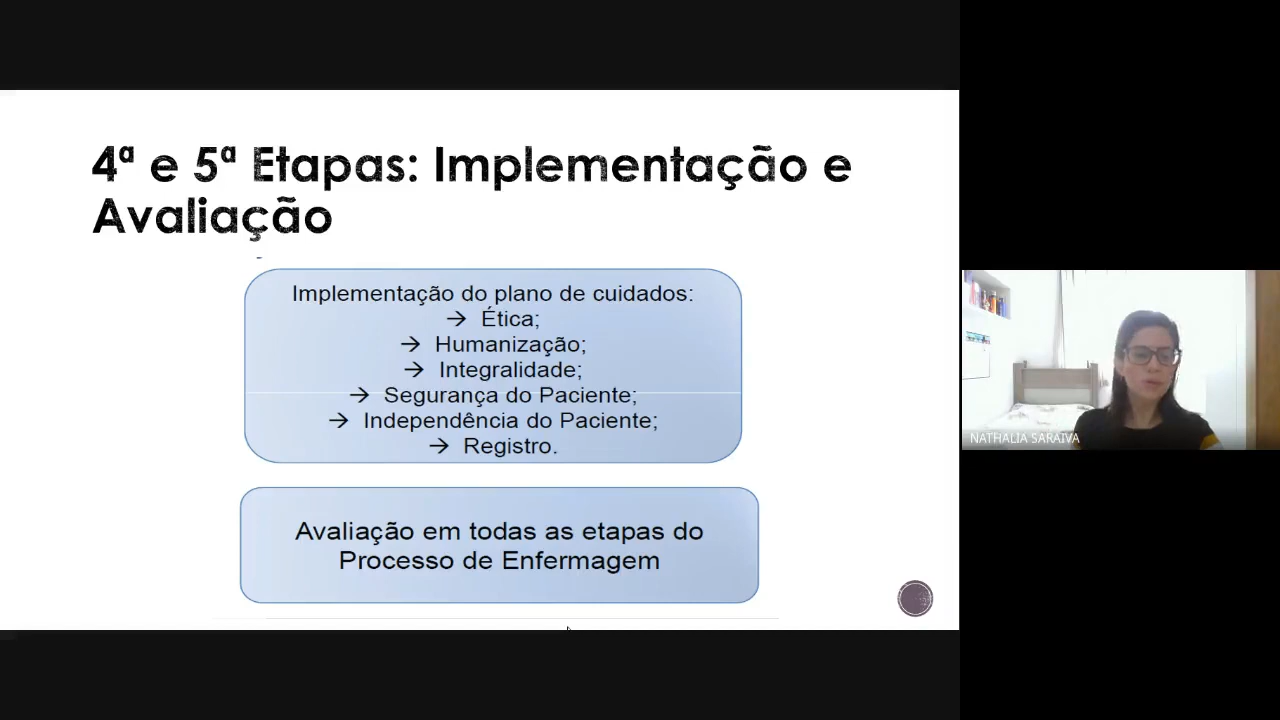 4ª e 5ª Etapas: Implementação e
Avaliação
Implementação do plano de cuidados:
→ Ética;
→ Humanização;
→ Integralidade;
→ Segurança do Paciente;
→ Independência do Paciente;
→ Registro.
Avaliação em todas as etapas do
Processo de Enfermagem
NATHALIA SARAIVA